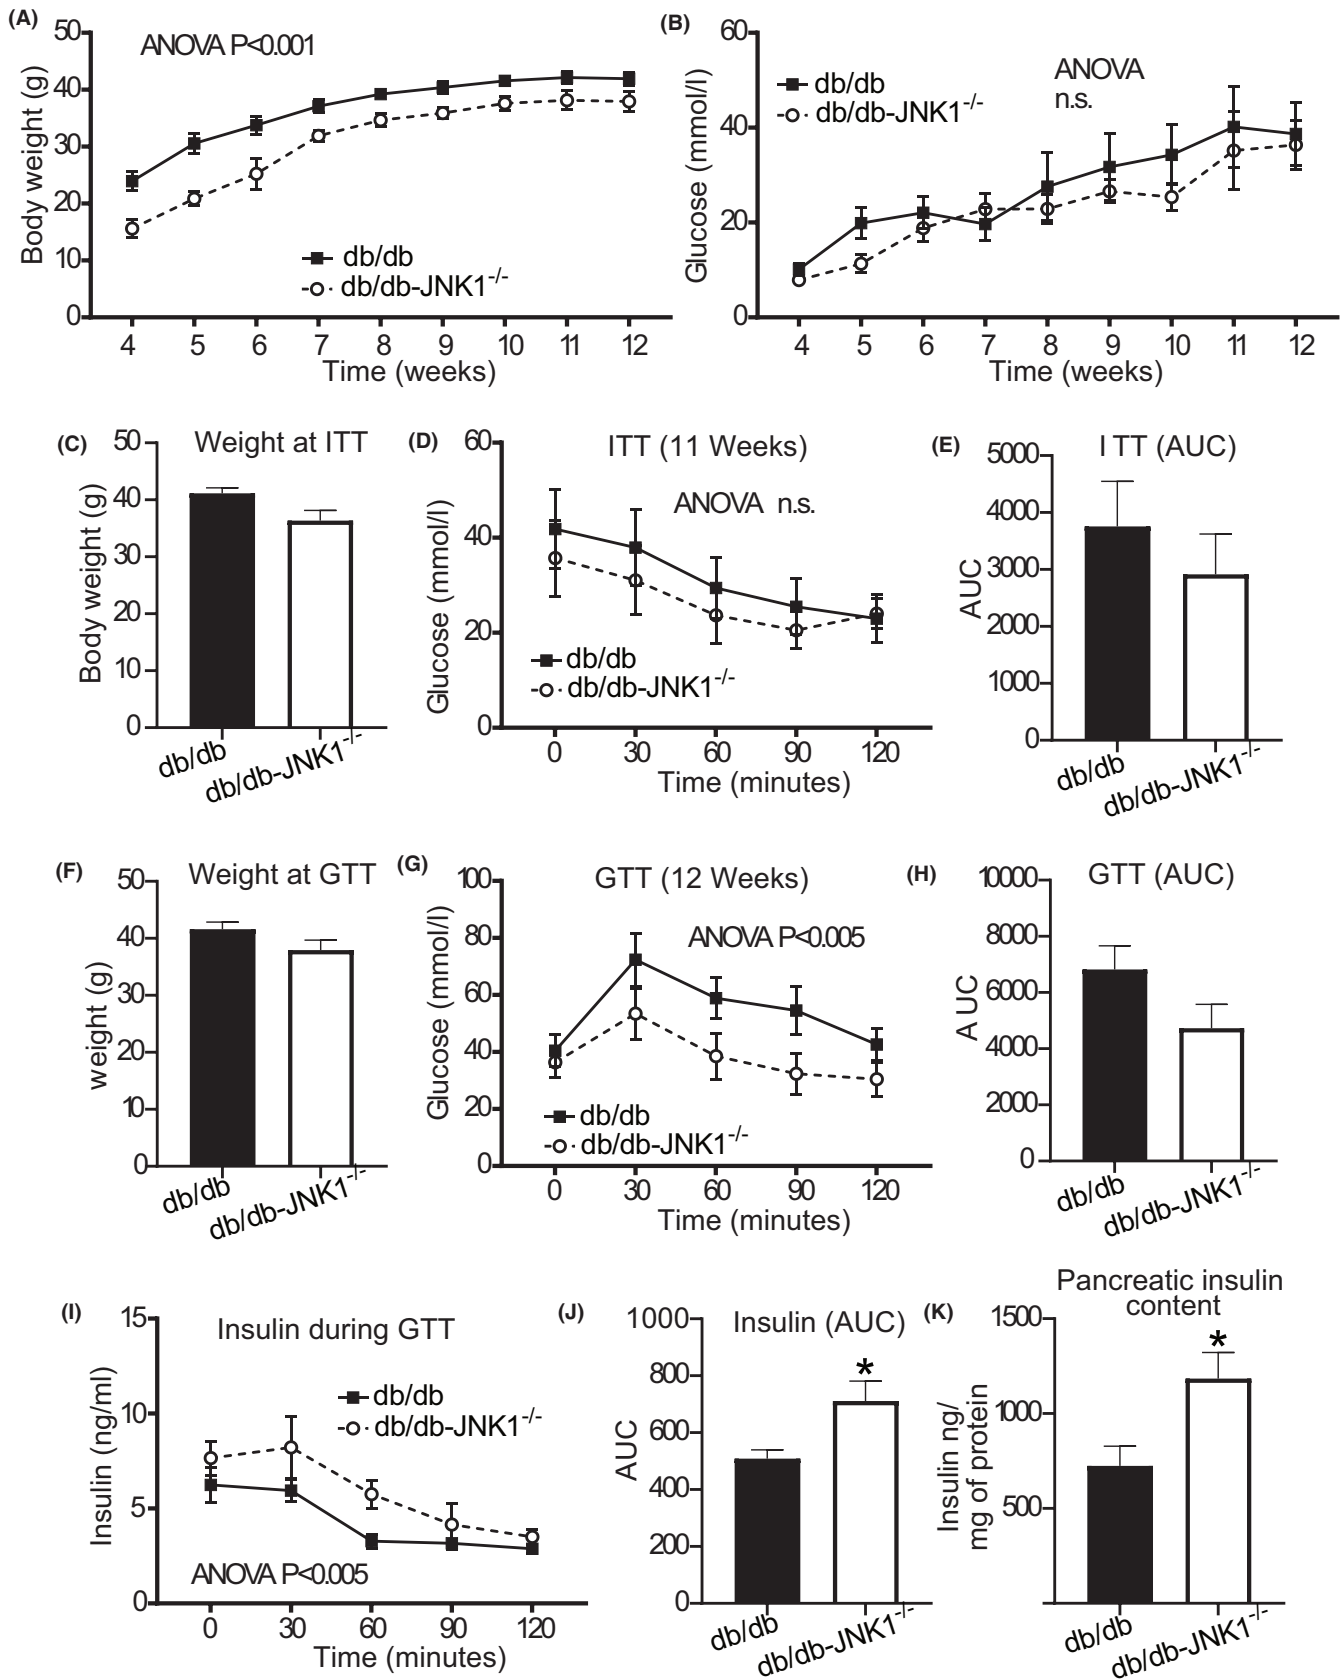 (A)
ANOVA P<0.001
Body weight (g)
50
40
30
20
10
0
db/db
db/db-JNK1-/-
4 5 6 7 8 9 10 11 12
Time (weeks)
(B)
Glucose (mmol/l)
60
40
20
0
db/db
db/db-JNK1-/-
ANOVA
n.s.
4 5 6 7 8 9 10 11 12
Time (weeks)
(C)
Weight at ITT
Body weight (g)
50
40
30
20
10
0
db/db
db/db-JNK1-/-
(D)
ITT (11 Weeks)
ANOVA n.s.
Glucose (mmol/l)
60
40
20
0
db/db
db/db-JNK1-/-
0 30 60 90 120
Time (minutes)
(E)
I TT (AUC)
AUC
5000
4000
3000
2000
1000
0
db/db
db/db-JNK1-/-
(F)
Weight at GTT
weight (g)
50
40
30
20
10
0
db/db
db/db-JNK1-/-
(G)
GTT (12 Weeks)
ANOVA P<0.005
Glucose (mmol/l)
100
80
60
40
20
0
db/db
db/db-JNK1-/-
0 30 60 90 120
Time (minutes)
(H)
GTT (AUC)
A UC
10000
8000
6000
4000
2000
0
db/db
db/db-JNK1-/-
(I)
Insulin during GTT
Insulin (ng/ml)
15
10
5
0
db/db
db/db-JNK1-/-
ANOVA P<0.005
0 30 60 90 120
Time (minutes)
(J)
Insulin (AUC)
AUC
1000
800
600
400
200
0
*
db/db
db/db-JNK1-/-
(K)
Pancreatic insulin
content
Insulin ng/
mg of protein
1500
1000
500
*
db/db
db/db-JNK1-/-